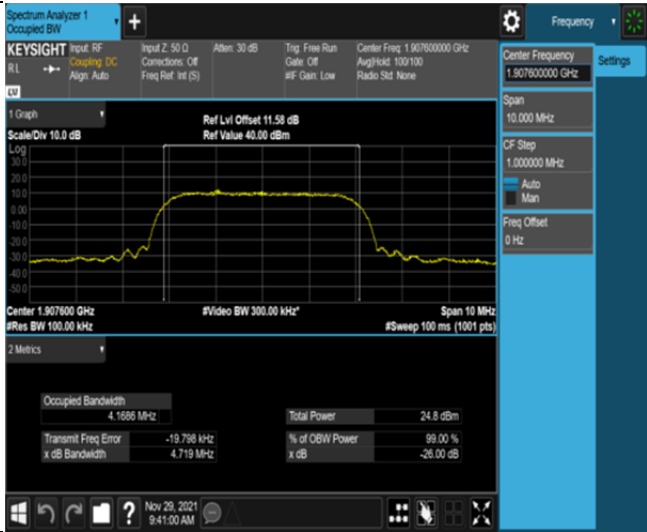 Spectrum Analyzer 1
Occupied BW
+
Frequency
KEYSIGHT
RL
LV
Input: RF
Coupling: DC
Align: Auto
Input Z: 50 Ω
Corrections: Off
Freq Ref: Int (S)
Atten: 30 dB
Trig: Free Run
Gate: Off
#IF Gain: Low
Center Freq: 1.907600000 GHz
Avg|Hold: 100/100
Radio Std: None
Center Frequency
1.907600000 GHz
Settings
Span
10.000 MHz
CF Step
1.000000 MHz
Auto
Man
Freq Offset
0 Hz
1 Graph
Scale/Div 10.0 dB
Ref Lvl Offset 11.58 dB
Ref Value 40.00 dBm
Log
30.0
20.0
10.0
0.00
-10.0
-20.0
-30.0
-40.0
-50.0
Center 1.907600 GHz
#Video BW 300.00 kHz*
Span 10 MHz
#Res BW 100.00 kHz
#Sweep 100 ms (1001 pts)
2 Metrics
Occupied Bandwidth
4.1686 MHz
Total Power 24.8 dBm
Transmit Freq Error -19.798 kHz
% of OBW Power 99.00 %
x dB Bandwidth 4.719 MHz
x dB -26.00 dB
?
Nov 29, 2021
9:41:00 AM